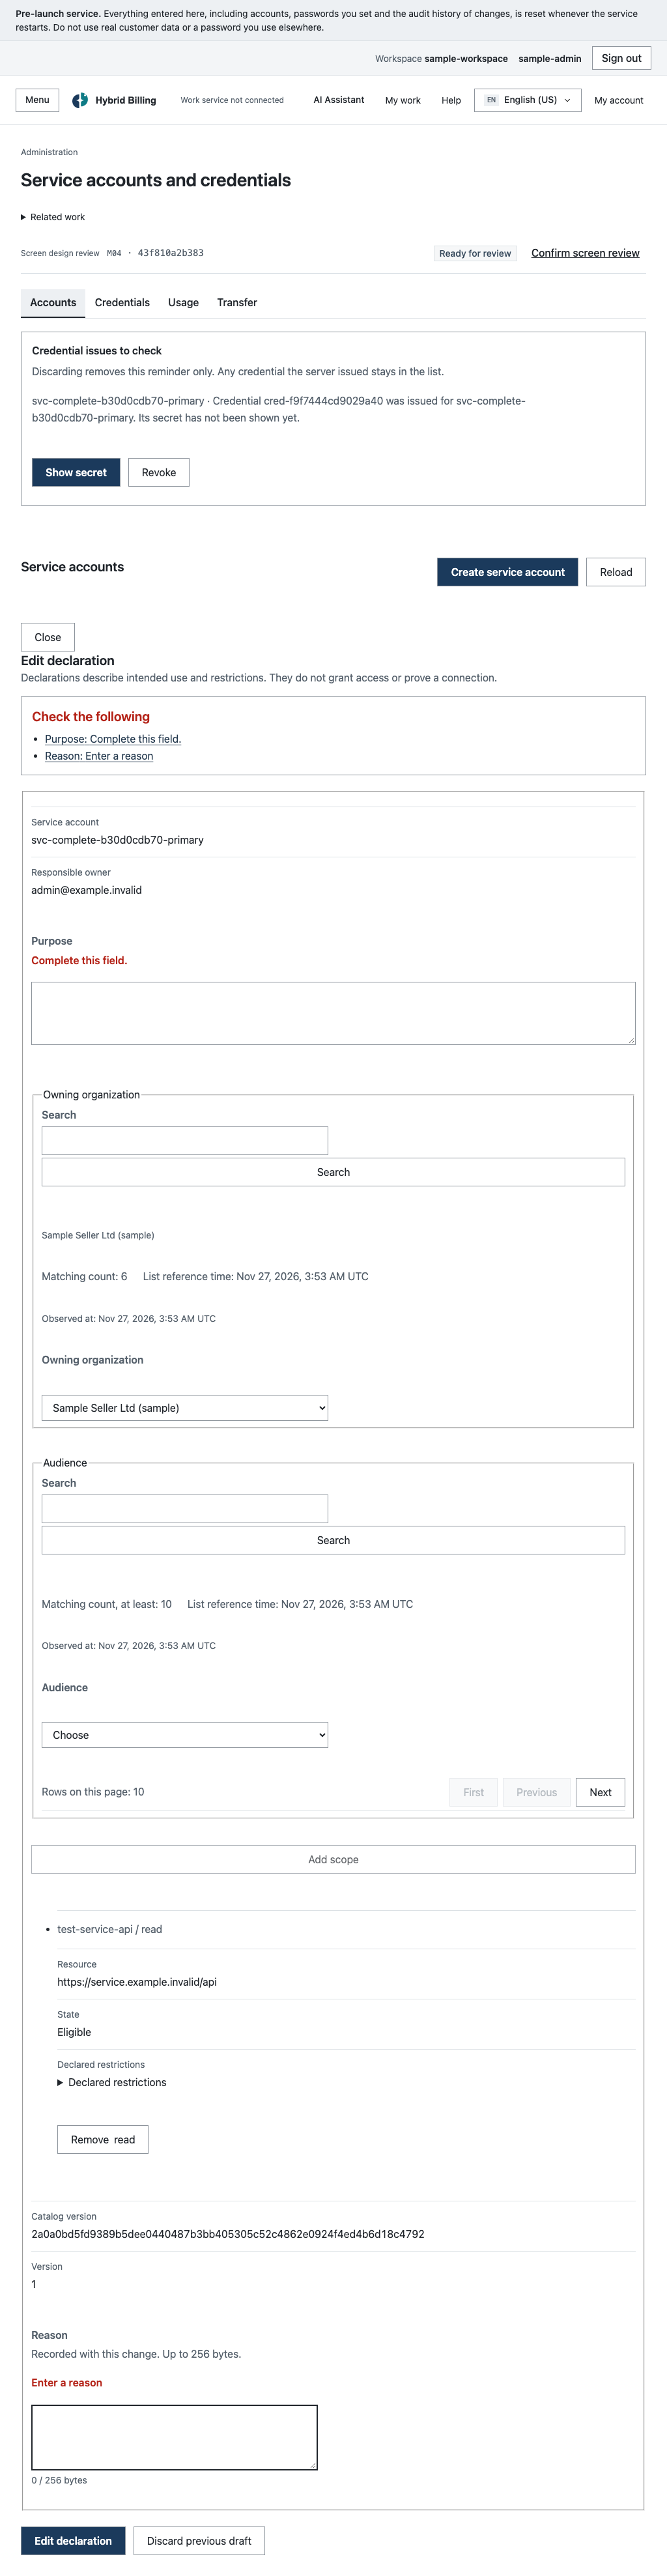 Pre-launch service. Everything entered here, including accounts, passwords you set and the audit history of changes, is reset whenever the service
restarts. Do not use real customer data or a password you use elsewhere.
Workspace sample-workspace sample-admin Sign out
Menu Hybrid Billing Work service not connected AI Assistant My work Help EN English (US) My account
Administration
Service accounts and credentials
Related work
Screen design review M04 · 43f810a2b383 Ready for review Confirm screen review
Accounts Credentials Usage Transfer
Credential issues to check
Discarding removes this reminder only. Any credential the server issued stays in the list.
svc-complete-b30d0cdb70-primary · Credential cred-f9f7444cd9029a40 was issued for svc-complete-
b30d0cdb70-primary. Its secret has not been shown yet.
Show secret Revoke
Service accounts Create service account Reload
Close
Edit declaration
Declarations describe intended use and restrictions. They do not grant access or prove a connection.
Check the following
• Purpose: Complete this field.
• Reason: Enter a reason
Service account
svc-complete-b30d0cdb70-primary
Responsible owner
admin@example.invalid
Purpose
Complete this field.
Owning organization
Search
Search
Sample Seller Ltd (sample)
Matching count: 6 List reference time: Nov 27, 2026, 3:53 AM UTC
Observed at: Nov 27, 2026, 3:53 AM UTC
Owning organization
Sample Seller Ltd (sample)
Audience
Search
Search
Matching count, at least: 10 List reference time: Nov 27, 2026, 3:53 AM UTC
Observed at: Nov 27, 2026, 3:53 AM UTC
Audience
Choose
Rows on this page: 10 First Previous Next
Add scope
• test-service-api / read
Resource
https://service.example.invalid/api
State
Eligible
Declared restrictions
Declared restrictions
Remove read
Catalog version
2a0a0bd5fd9389b5dee0440487b3bb405305c52c4862e0924f4ed4b6d18c4792
Version
1
Reason
Recorded with this change. Up to 256 bytes.
Enter a reason
0 / 256 bytes
Edit declaration Discard previous draft